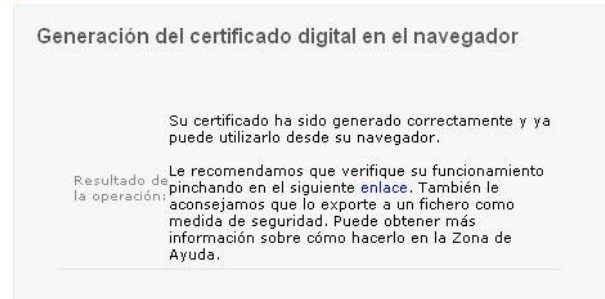 Generación del certificado digital en el navegador
Su certificado ha sido generado correctamente y ya
puede utilizarlo desde su navegador.
Resultado de
la operación:
Le recomendamos que verifique su funcionamiento
pinchando en el siguiente enlace. También le
aconsejamos que lo exporte a un fichero como
medida de seguridad. Puede obtener más
información sobre cómo hacerlo en la Zona de
Ayuda.